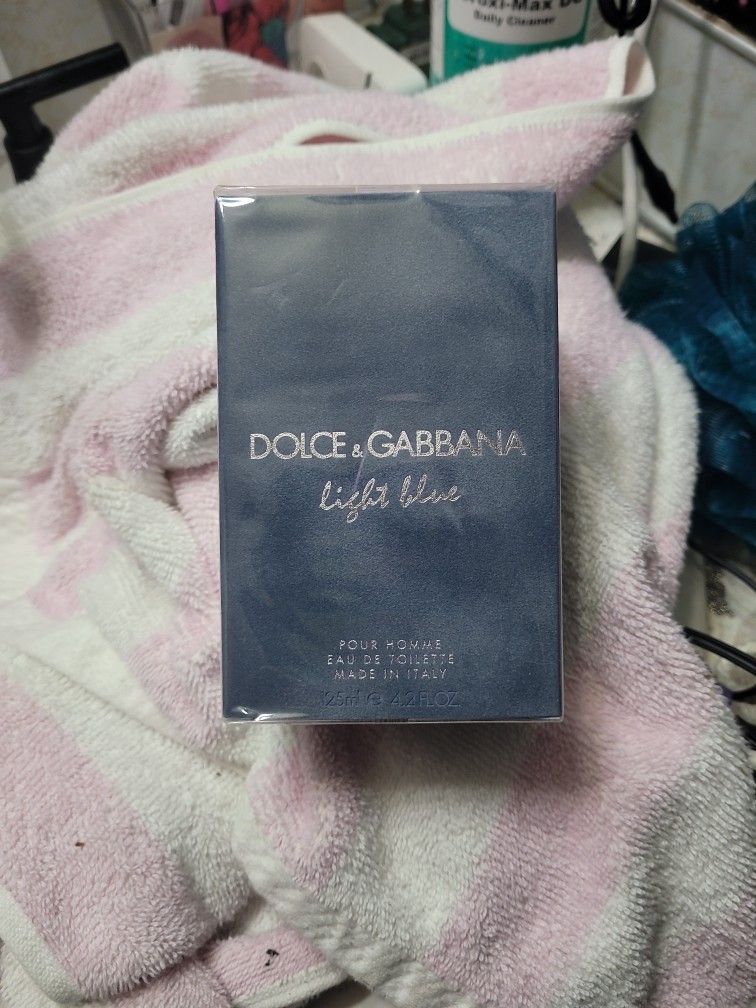 Daily Cleaner
DOLCE & GABBANA
light blue
POUR HOMME
EAU DE TOILETTE
MADE IN ITALY
125ml e 4.2 FL.OZ